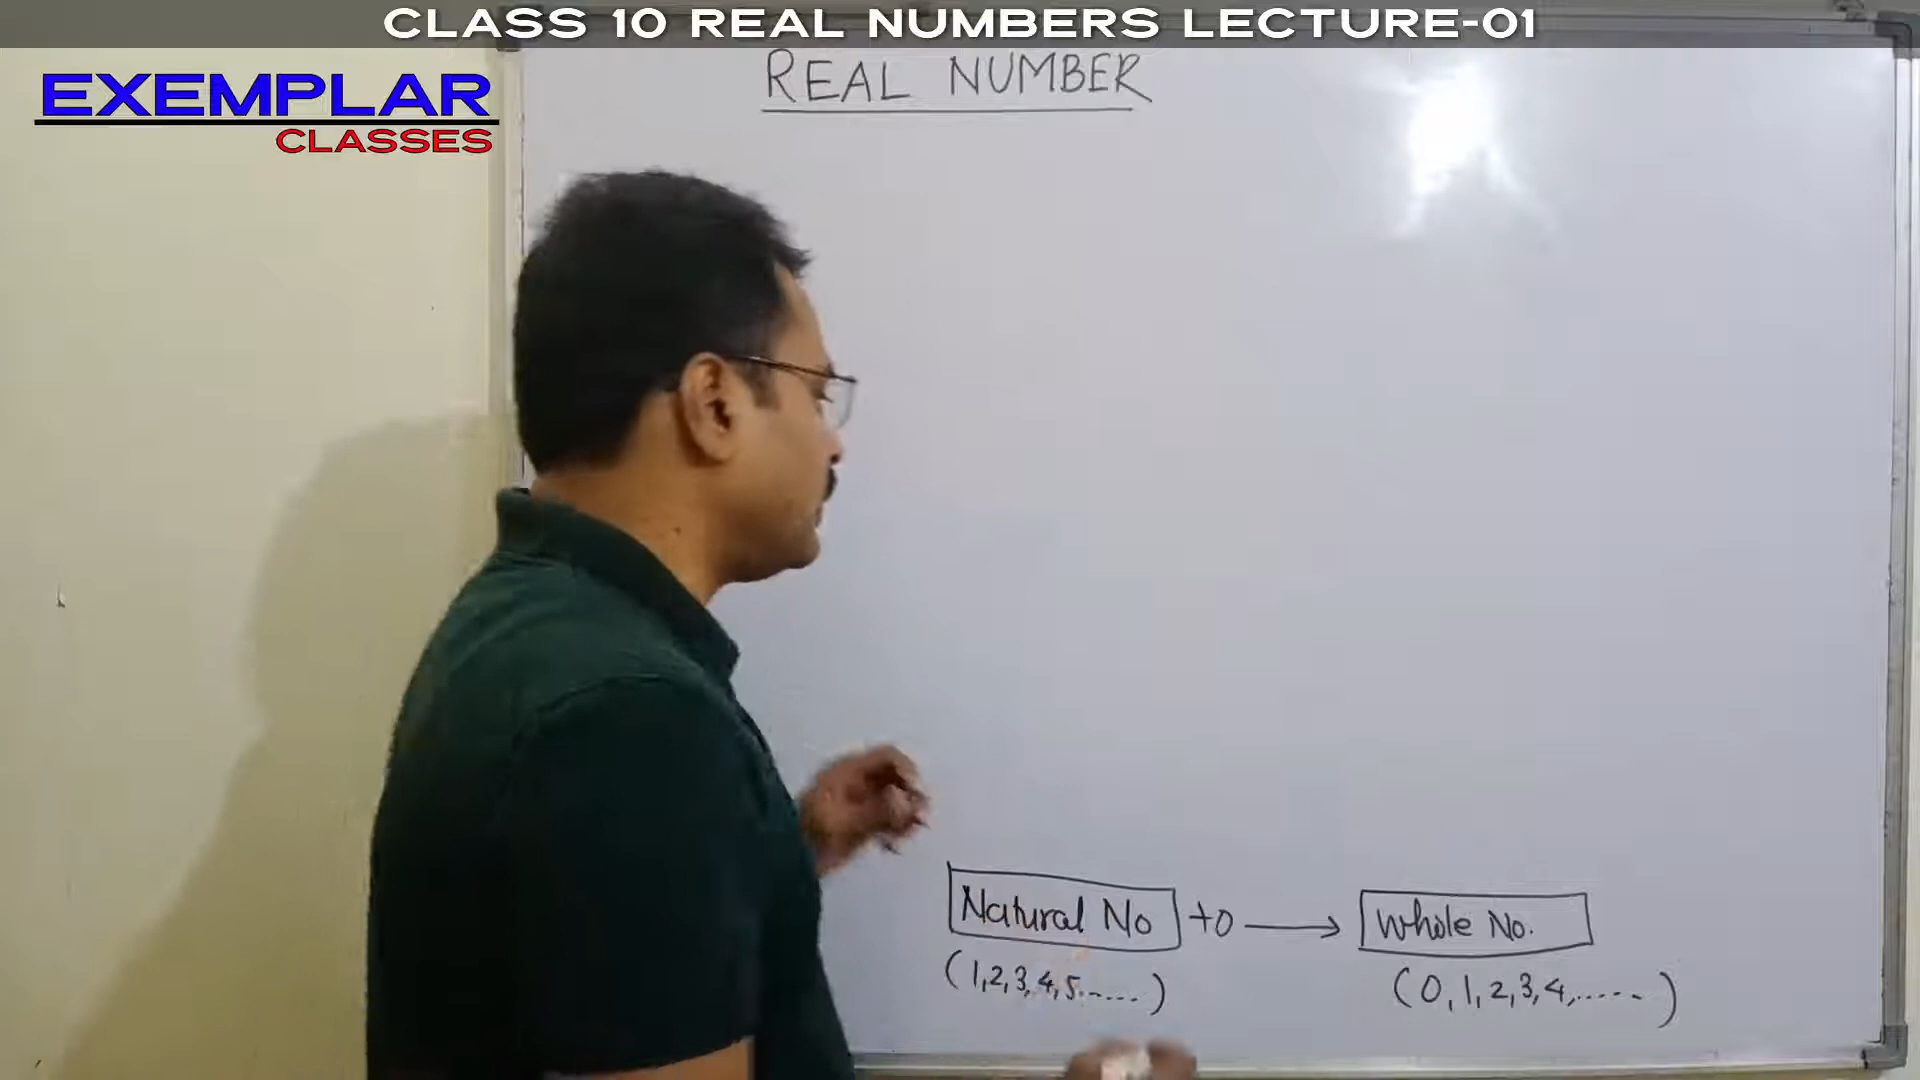 CLASS 10 REAL NUMBERS LECTURE-01
EXEMPLAR
CLASSES
REAL NUMBER
Natural No +0 → Whole No.
(1,2,3,4,5......) (0,1,2,3,4,.....)